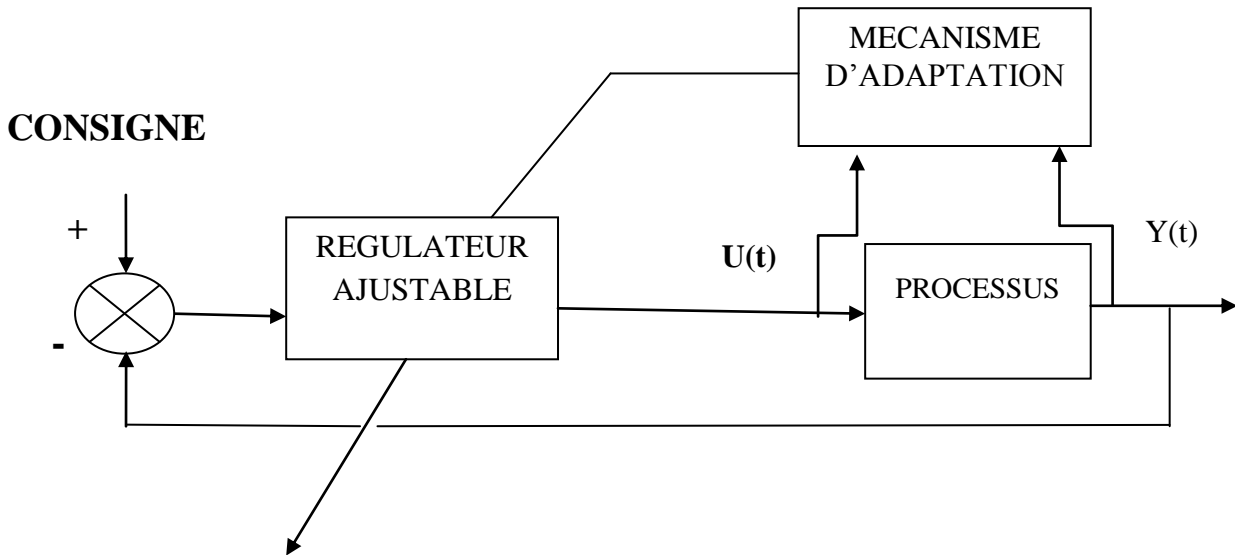 MECANISME
D’ADAPTATION
CONSIGNE
+
REGULATEUR
AJUSTABLE
U(t)
Y(t)
PROCESSUS
-